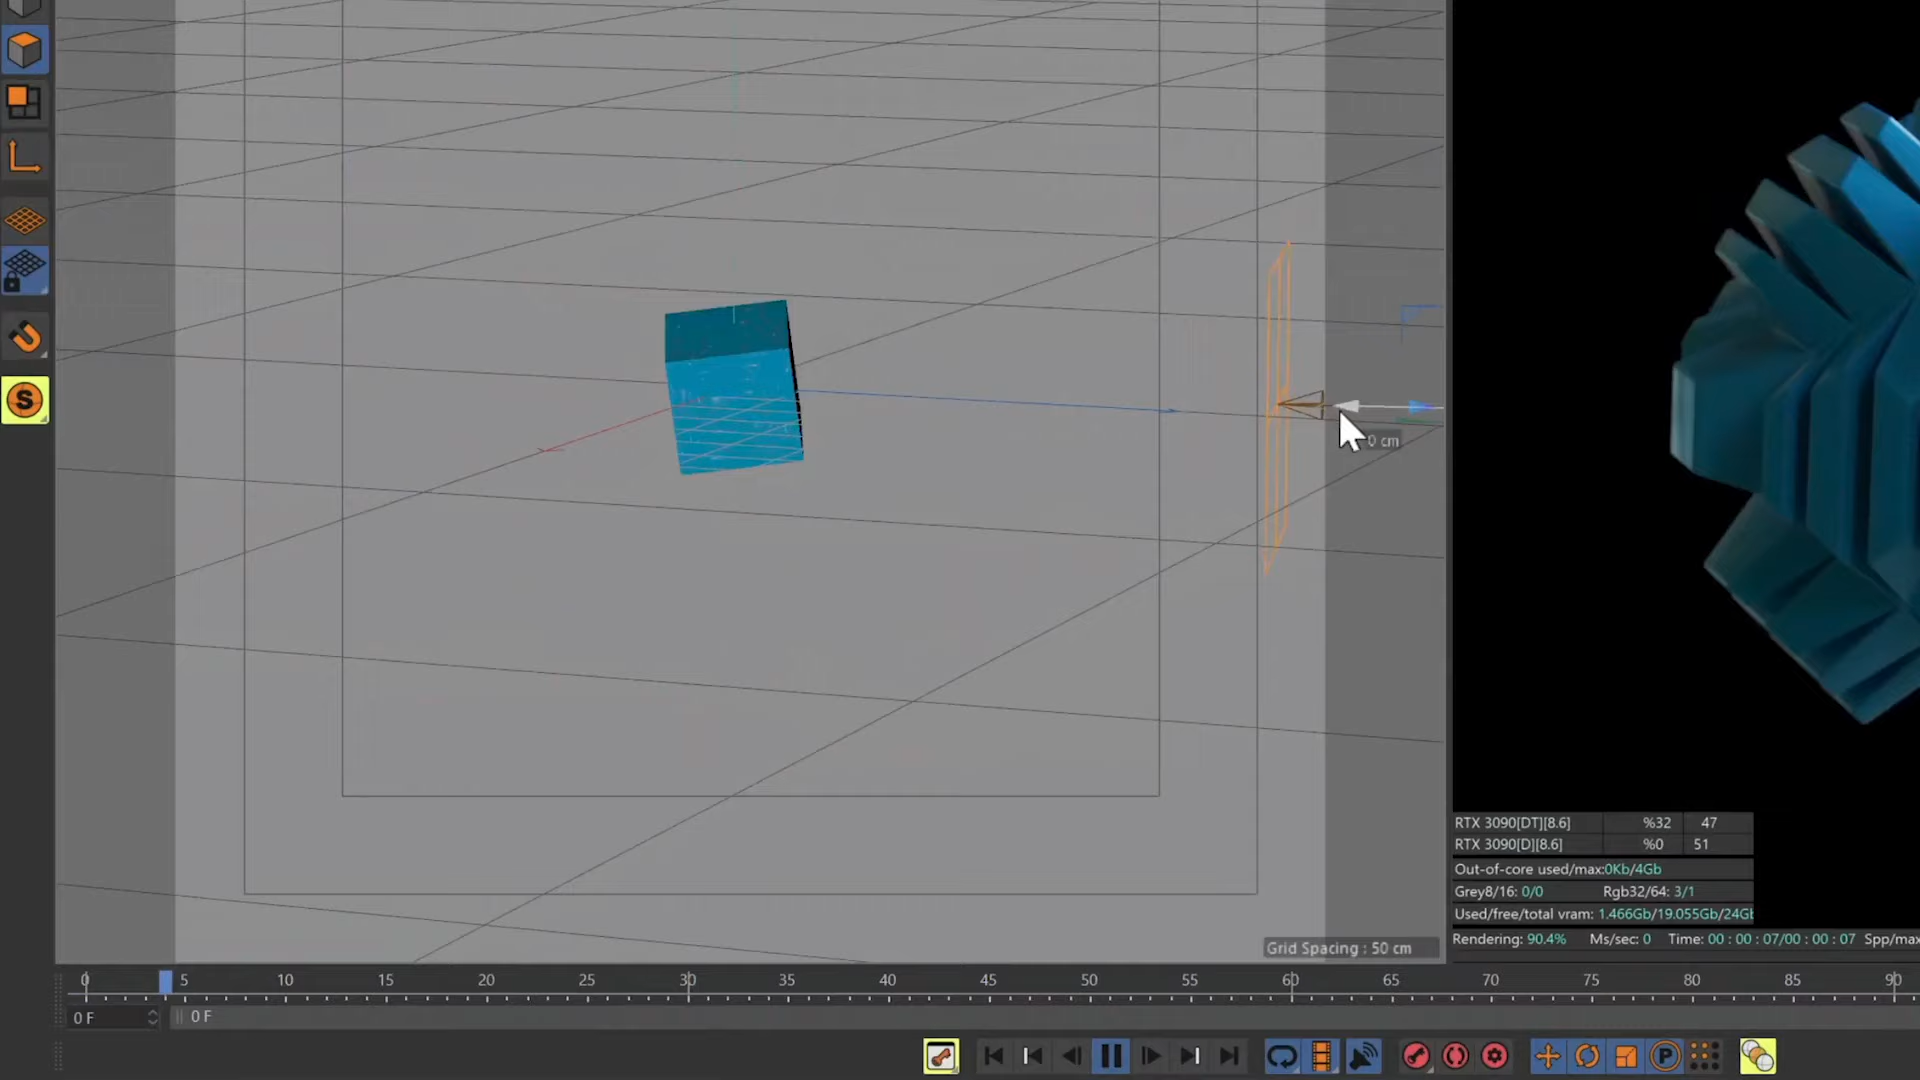 S
0 cm
RTX 3090[DT][8.6] %32 47
RTX 3090[D][8.6] %0 51
Out-of-core used/max:0Kb/4Gb
Grey8/16: 0/0 Rgb32/64: 3/1
Used/free/total vram: 1.466Gb/19.055Gb/24Gb
Rendering: 90.4% Ms/sec: 0 Time: 00 : 00 : 07/00 : 00 : 07 Spp/max
Grid Spacing : 50 cm
0 5 10 15 20 25 30 35 40 45 50 55 60 65 70 75 80 85 90
0 F 0 F
P